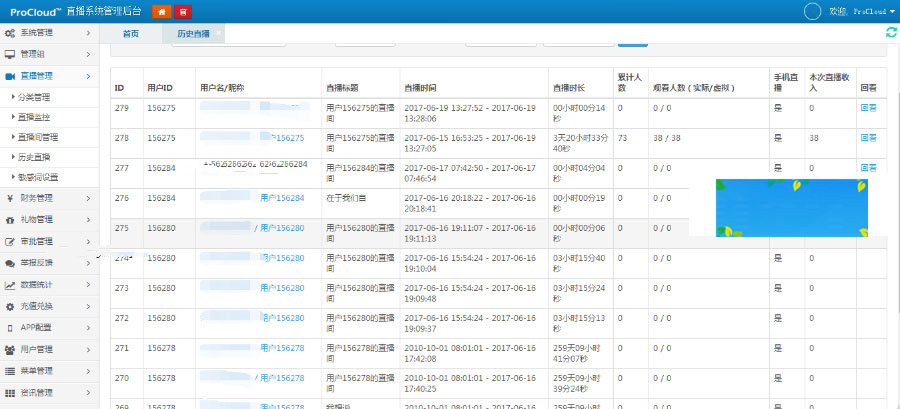 ProCloud™ 直播系统管理后台
欢迎, ProCloud
系统管理
管理组
直播管理
分类管理
直播监控
直播间管理
历史直播
敏感词设置
财务管理
礼物管理
审批管理
举报反馈
数据统计
充值兑换
APP配置
用户管理
菜单管理
资讯管理
首页 历史直播 ×
ID 用户ID 用户名/昵称 直播标题 直播时间 直播时长 累计人数 观看人数(实际/虚拟) 手机直播 本次直播收入 回看
279 156275 用户156275的直播间 2017-06-19 13:27:52 - 2017-06-19 13:28:06 00小时00分14秒 0 0 / 0 是 0 回看
278 156275 用户156275 用户156275的直播间 2017-06-15 16:53:25 - 2017-06-19 13:27:05 3天20小时33分40秒 73 38 / 38 是 38 回看
277 156284 用户156284的直播间 2017-06-17 07:42:50 - 2017-06-17 07:46:54 00小时04分04秒 0 0 / 0 是 0 回看
276 156284 用户156284 在于我们自 2017-06-16 20:18:22 - 2017-06-16 20:18:41 00小时00分19秒 0 0 / 0
275 156280 / 用户156280 用户156280的直播间 2017-06-16 19:11:07 - 2017-06-16 19:11:13 00小时00分06秒 0 0 / 0
274 156280 用户156280 用户156280的直播间 2017-06-16 15:54:24 - 2017-06-16 19:10:04 03小时15分40秒 0 0 / 0 是 0
273 156280 用户156280 用户156280的直播间 2017-06-16 15:54:24 - 2017-06-16 19:09:48 03小时15分24秒 0 0 / 0 是 0
272 156280 用户156280 用户156280的直播间 2017-06-16 15:54:24 - 2017-06-16 19:09:37 03小时15分13秒 0 0 / 0 是 0
271 156278 用户156278 用户156278的直播间 2010-10-01 08:01:01 - 2017-06-16 17:42:08 259天09小时41分07秒 0 0 / 0 是 0
270 156278 / 用户156278 用户156278的直播间 2010-10-01 08:01:01 - 2017-06-16 17:40:25 259天09小时39分24秒 0 0 / 0 是 0
269 156278 用户156278 我想说 2010-10-01 08:01:01 - 2017-06-16 259天09小时 0 0 / 0 是 0